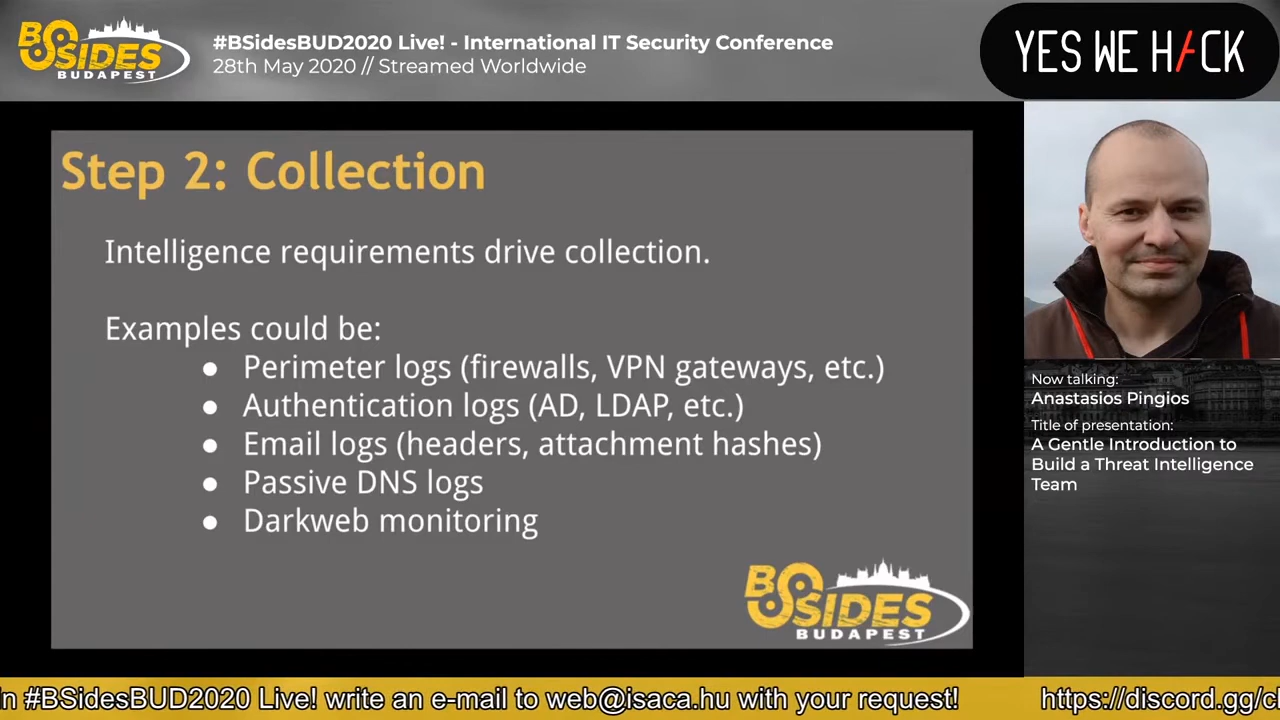 BSIDES
BUDAPEST
#BSidesBUD2020 Live! - International IT Security Conference
28th May 2020 // Streamed Worldwide
YES WE H/CK
Step 2: Collection
Intelligence requirements drive collection.
Examples could be:
● Perimeter logs (firewalls, VPN gateways, etc.)
● Authentication logs (AD, LDAP, etc.)
● Email logs (headers, attachment hashes)
● Passive DNS logs
● Darkweb monitoring
BSIDES
BUDAPEST
Now talking:
Anastasios Pingios
Title of presentation:
A Gentle Introduction to
Build a Threat Intelligence
Team
#BSidesBUD2020 Live! write an e-mail to web@isaca.hu with your request! https://discord.gg/